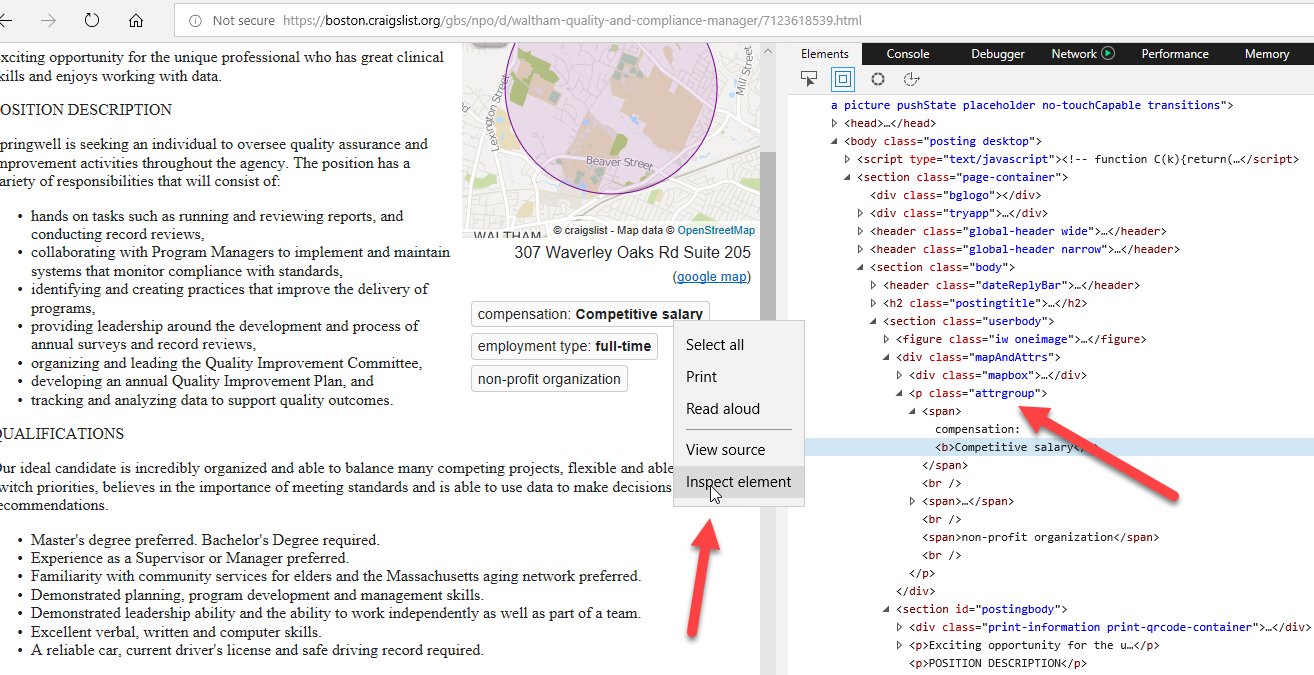 Not secure https://boston.craigslist.org/gbs/npo/d/waltham-quality-and-compliance-manager/7123618539.html
xciting opportunity for the unique professional who has great clinical
kills and enjoys working with data.
OSITION DESCRIPTION
pringwell is seeking an individual to oversee quality assurance and
mprovement activities throughout the agency. The position has a
ariety of responsibilities that will consist of:
• hands on tasks such as running and reviewing reports, and
conducting record reviews,
• collaborating with Program Managers to implement and maintain
systems that monitor compliance with standards,
• identifying and creating practices that improve the delivery of
programs,
• providing leadership around the development and process of
annual surveys and record reviews,
• organizing and leading the Quality Improvement Committee,
• developing an annual Quality Improvement Plan, and
• tracking and analyzing data to support quality outcomes.
QUALIFICATIONS
Our ideal candidate is incredibly organized and able to balance many competing projects, flexible and able
witch priorities, believes in the importance of meeting standards and is able to use data to make decisions
ecommendations.
• Master's degree preferred. Bachelor's Degree required.
• Experience as a Supervisor or Manager preferred.
• Familiarity with community services for elders and the Massachusetts aging network preferred.
• Demonstrated planning, program development and management skills.
• Demonstrated leadership ability and the ability to work independently as well as part of a team.
• Excellent verbal, written and computer skills.
• A reliable car, current driver's license and safe driving record required.
Lexington Street
Mill Street
Beaver Street
WALTHAM
© craigslist - Map data © OpenStreetMap
307 Waverley Oaks Rd Suite 205
(google map)
compensation: Competitive salary
employment type: full-time
non-profit organization
Select all
Print
Read aloud
View source
Inspect element
Elements Console Debugger Network Performance Memory
a picture pushState placeholder no-touchCapable transitions">
<head>…</head>
<body class="posting desktop">
<script type="text/javascript"><!-- function C(k){return(…</script>
<section class="page-container">
<div class="bglogo"></div>
<div class="tryapp">…</div>
<header class="global-header wide">…</header>
<header class="global-header narrow">…</header>
<section class="body">
<header class="dateReplyBar">…</header>
<h2 class="postingtitle">…</h2>
<section class="userbody">
<figure class="iw oneimage">…</figure>
<div class="mapAndAttrs">
<div class="mapbox">…</div>
<p class="attrgroup">
<span>
compensation:
<b>Competitive salary</
</span>
<br />
<span>…</span>
<br />
<span>non-profit organization</span>
<br />
</p>
</div>
<section id="postingbody">
<div class="print-information print-qrcode-container">…</div>
<p>Exciting opportunity for the u…</p>
<p>POSITION DESCRIPTION</p>